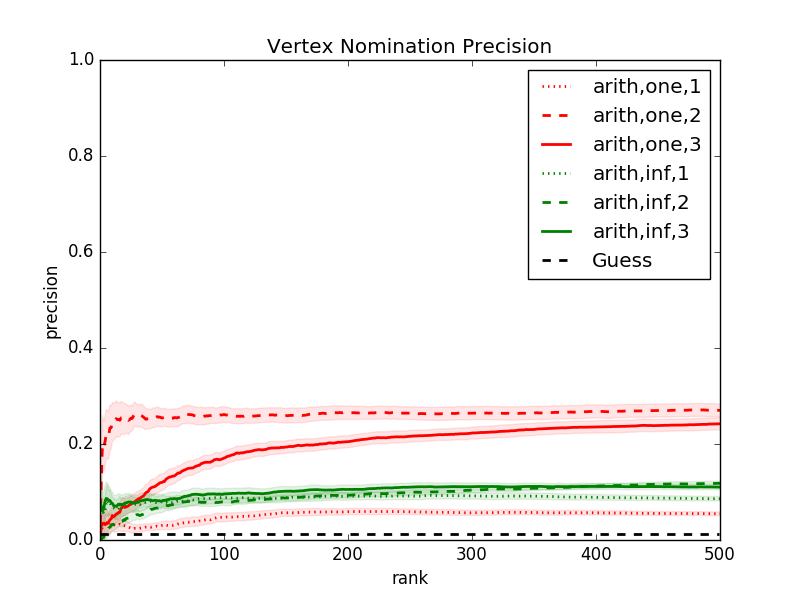 Vertex Nomination Precision
1.0
0.8
0.6
0.4
0.2
0.0
precision
arith,one,1
arith,one,2
arith,one,3
arith,inf,1
arith,inf,2
arith,inf,3
Guess
0
100
200
300
400
500
rank